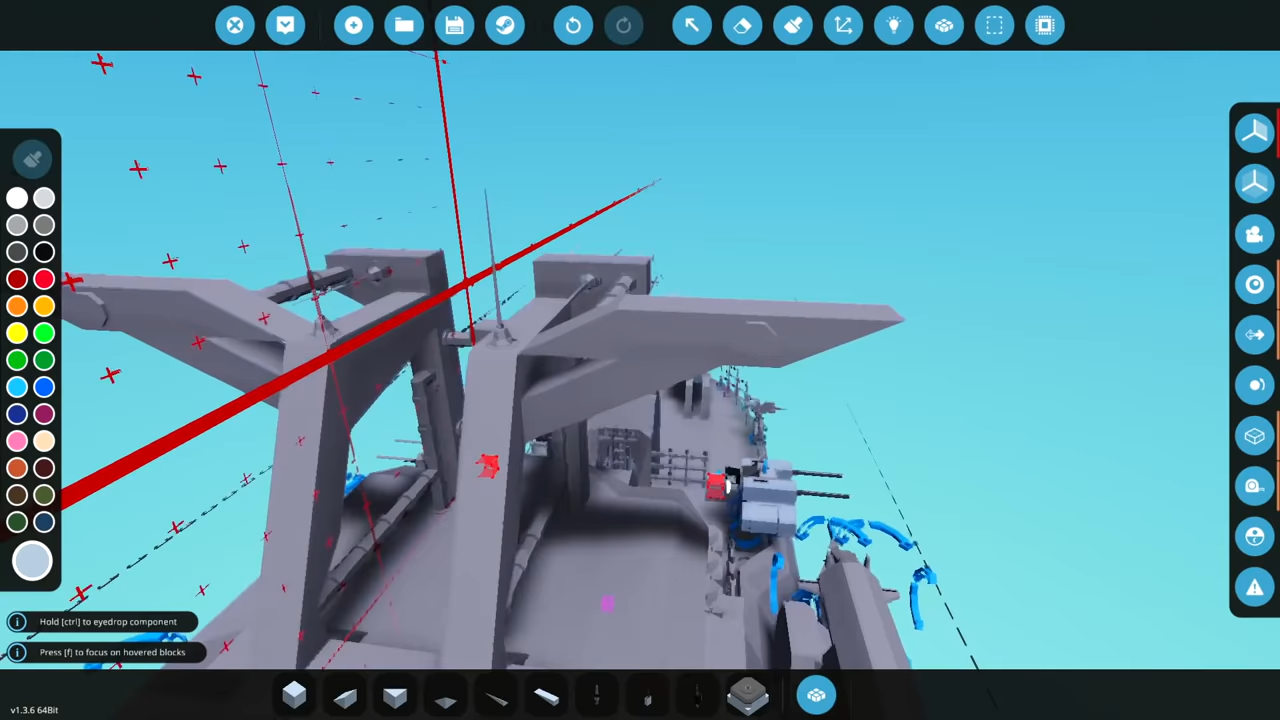 Hold [ctrl] to eyedrop component
Press [f] to focus on hovered blocks
v1.3.6 64Bit